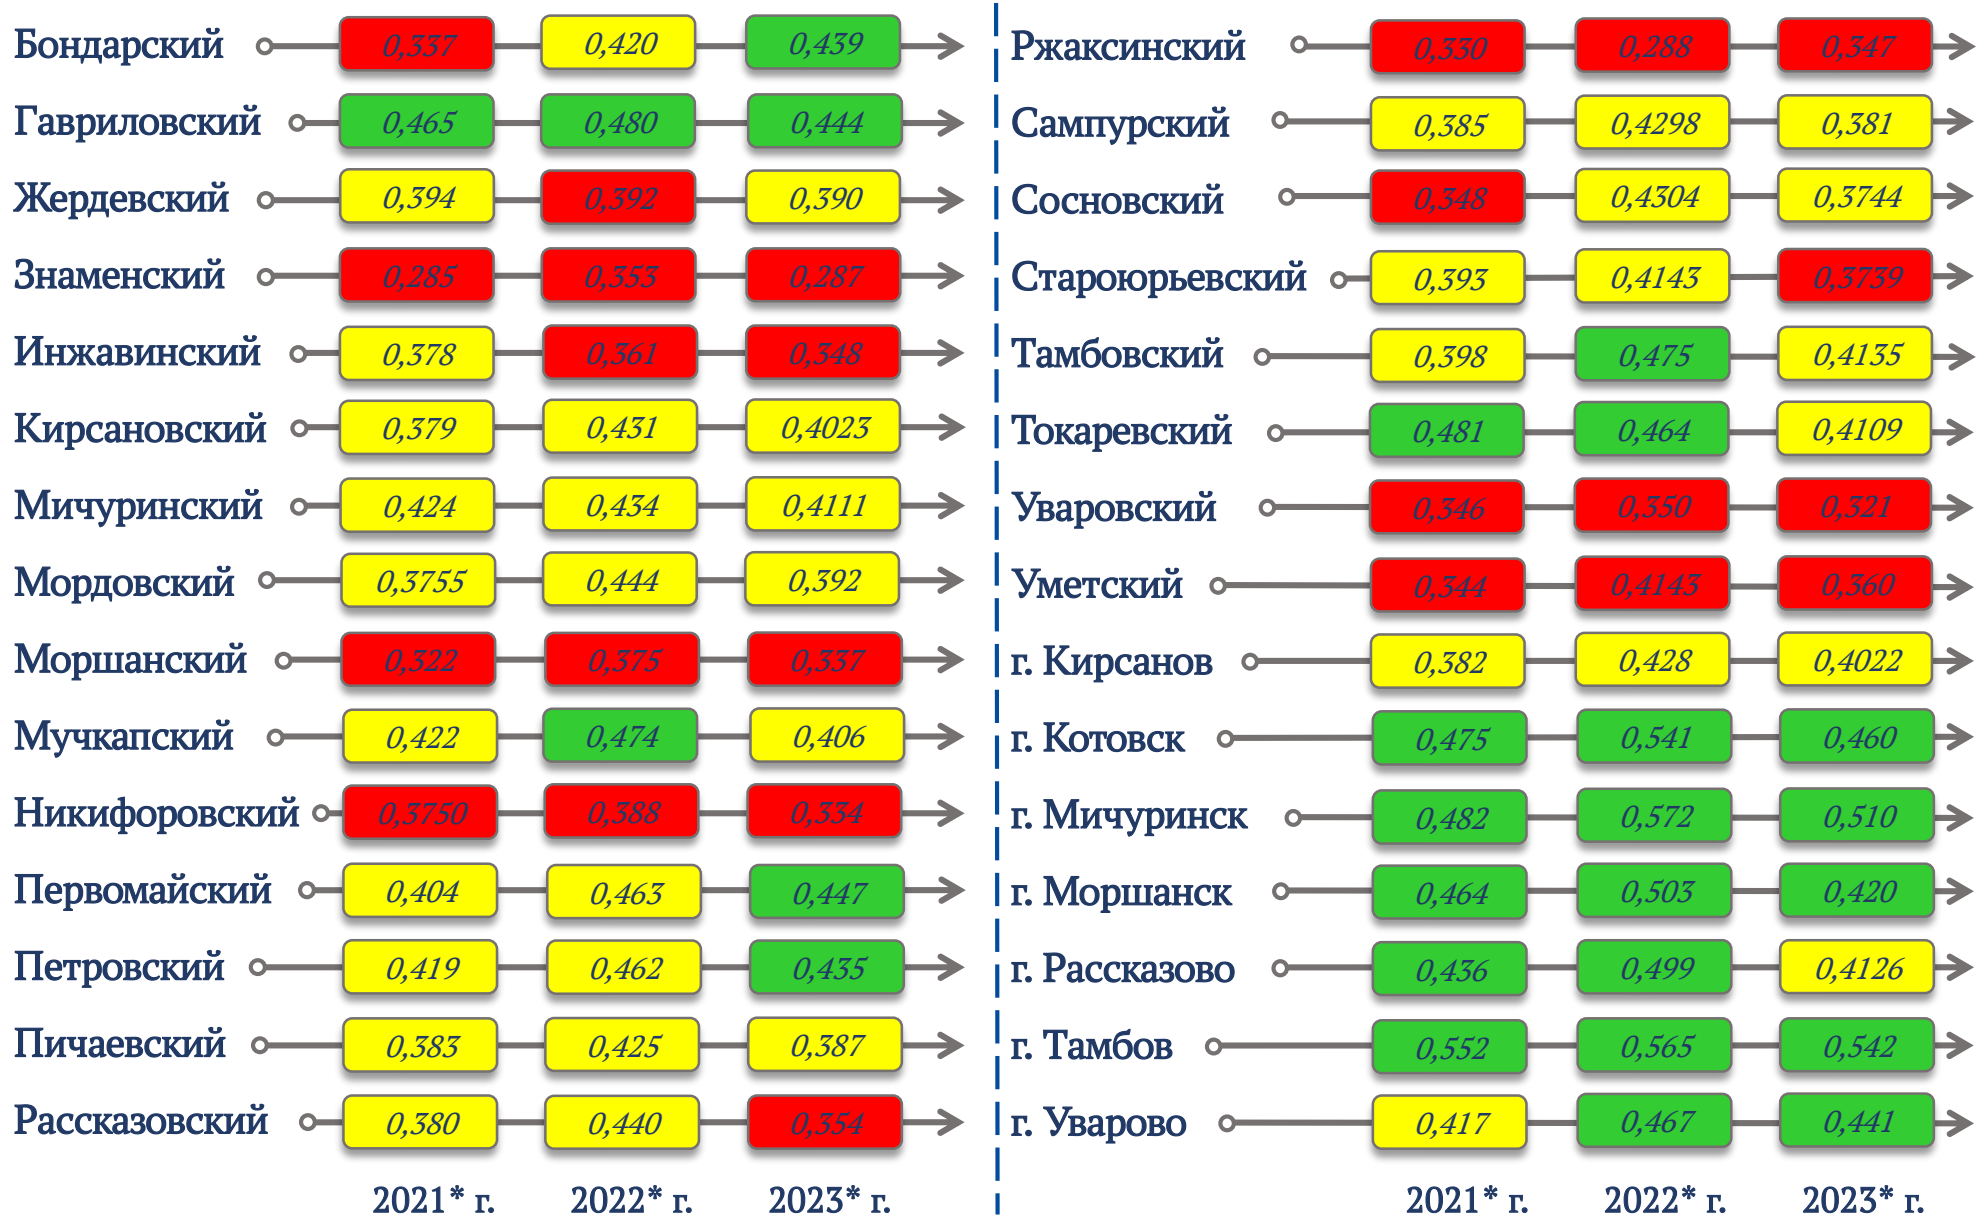 Бондарский 0,337 0,420 0,439
Гавриловский 0,465 0,480 0,444
Жердевский 0,394 0,392 0,390
Знаменский 0,285 0,353 0,287
Инжавинский 0,378 0,361 0,348
Кирсановский 0,379 0,431 0,4023
Мичуринский 0,424 0,434 0,4111
Мордовский 0,3755 0,444 0,392
Моршанский 0,322 0,375 0,337
Мучкапский 0,422 0,474 0,406
Никифоровский 0,3750 0,388 0,334
Первомайский 0,404 0,463 0,447
Петровский 0,419 0,462 0,435
Пичаевский 0,383 0,425 0,387
Рассказовский 0,380 0,440 0,354
2021* г. 2022* г. 2023* г.
Ржаксинский 0,330 0,288 0,347
Сампурский 0,385 0,4298 0,381
Сосновский 0,348 0,4304 0,3744
Староюрьевский 0,393 0,4143 0,3739
Тамбовский 0,398 0,475 0,4135
Токаревский 0,481 0,464 0,4109
Уваровский 0,346 0,350 0,321
Уметский 0,344 0,4143 0,360
г. Кирсанов 0,382 0,428 0,4022
г. Котовск 0,475 0,541 0,460
г. Мичуринск 0,482 0,572 0,510
г. Моршанск 0,464 0,503 0,420
г. Рассказово 0,436 0,499 0,4126
г. Тамбов 0,552 0,565 0,542
г. Уварово 0,417 0,467 0,441
2021* г. 2022* г. 2023* г.